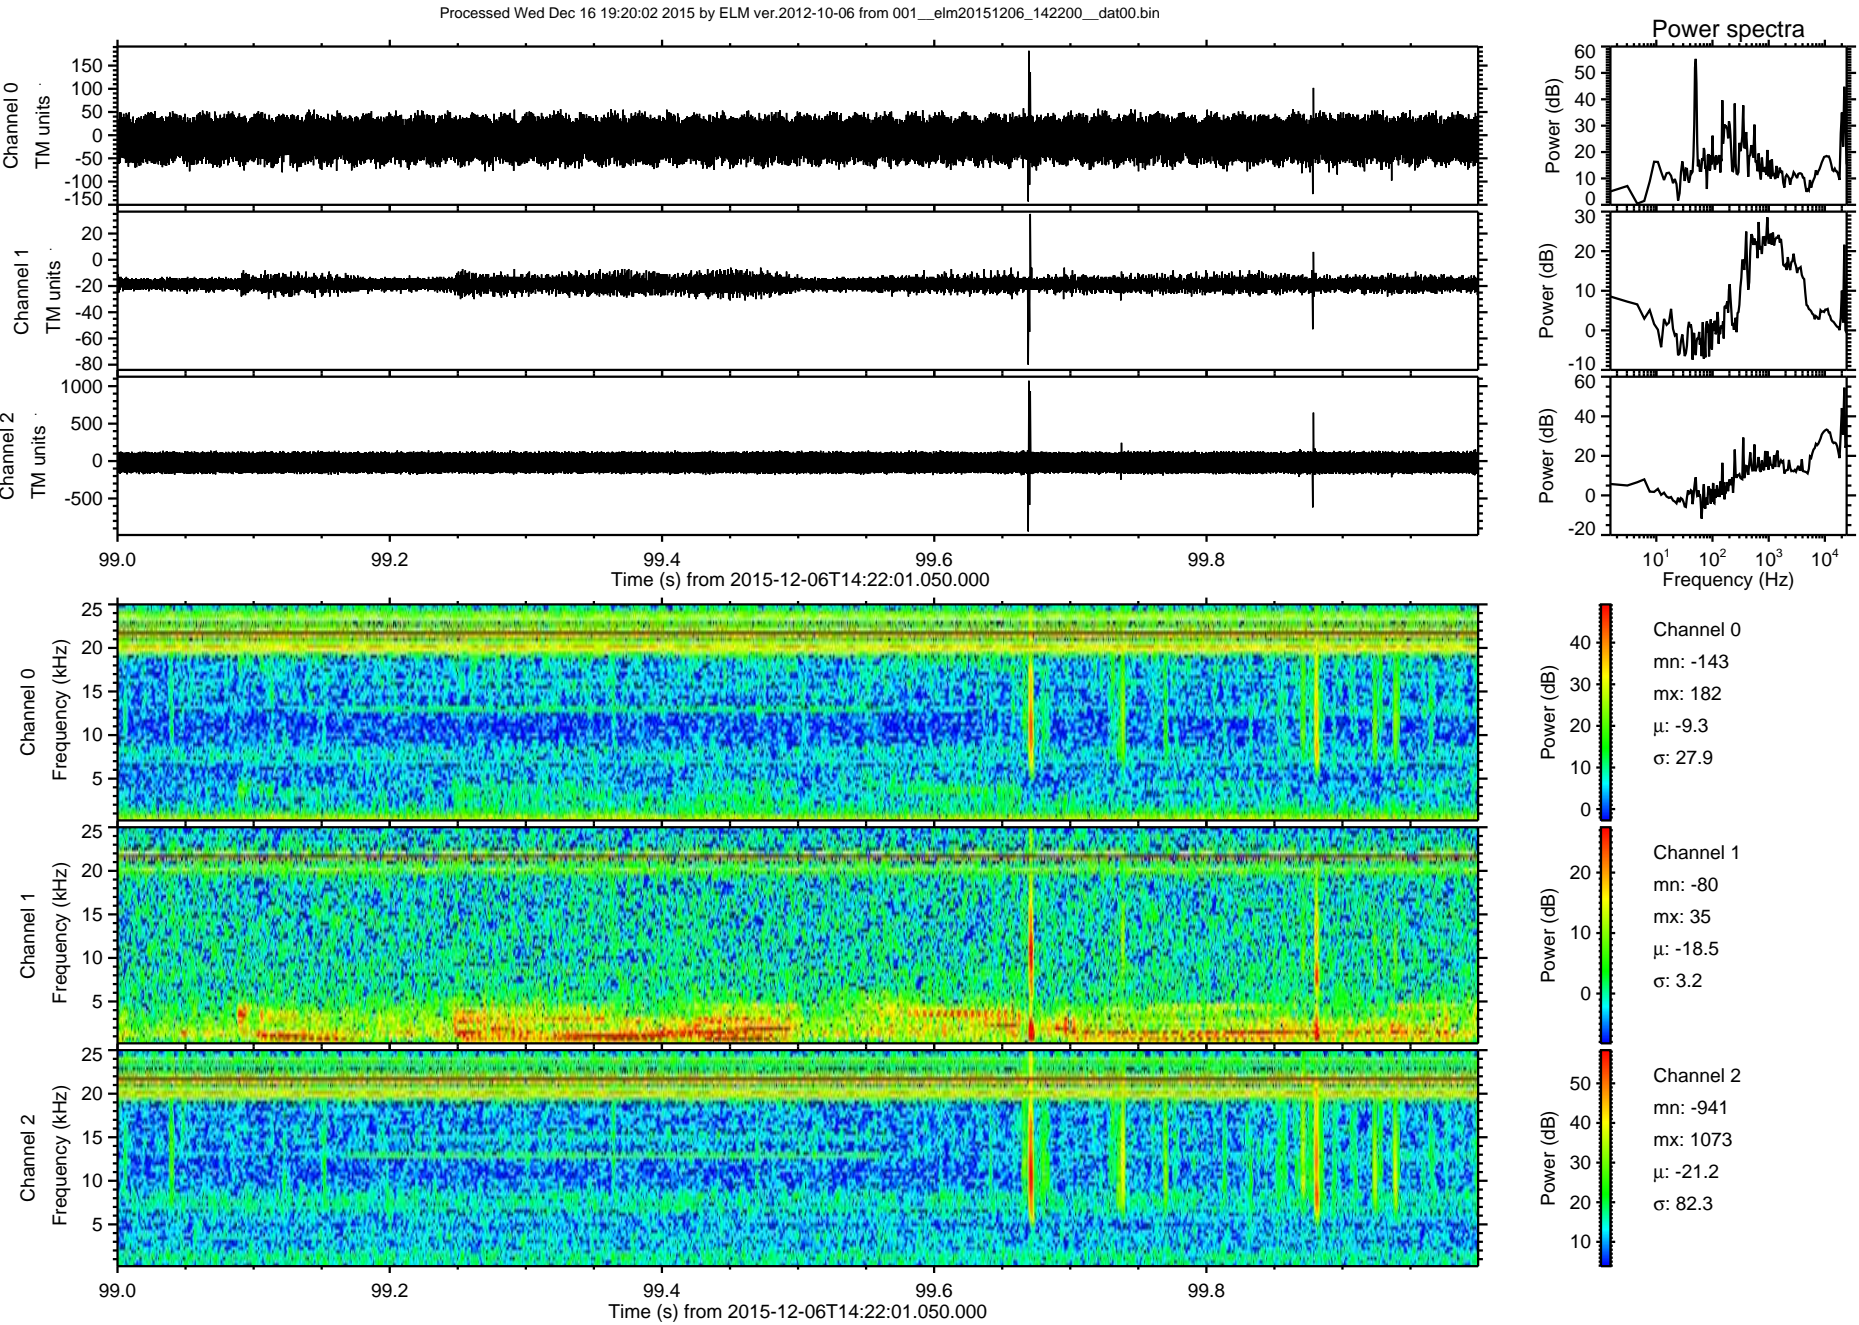 Processed Wed Dec 16 19:20:02 2015 by ELM ver.2012-10-06 from 001__elm20151206_142200__dat00.bin
Power spectra
Channel 0
TM units
150
100
50
0
-50
-100
-150
Power (dB)
60
50
40
30
20
10
0
Channel 1
TM units
20
0
-20
-40
-60
-80
Power (dB)
30
20
10
0
-10
Channel 2
TM units
1000
500
0
-500
Power (dB)
60
40
20
0
-20
99.0 99.2 99.4 99.6 99.8
Time (s) from 2015-12-06T14:22:01.050.000
10¹ 10² 10³ 10⁴
Frequency (Hz)
Channel 0
Frequency (kHz)
25
20
15
10
5
Power (dB)
40
30
20
10
0
Channel 0
mn: -143
mx: 182
μ: -9.3
σ: 27.9
Channel 1
Frequency (kHz)
25
20
15
10
5
Power (dB)
20
10
0
Channel 1
mn: -80
mx: 35
μ: -18.5
σ: 3.2
Channel 2
Frequency (kHz)
25
20
15
10
5
Power (dB)
50
40
30
20
10
Channel 2
mn: -941
mx: 1073
μ: -21.2
σ: 82.3
99.0 99.2 99.4 99.6 99.8
Time (s) from 2015-12-06T14:22:01.050.000